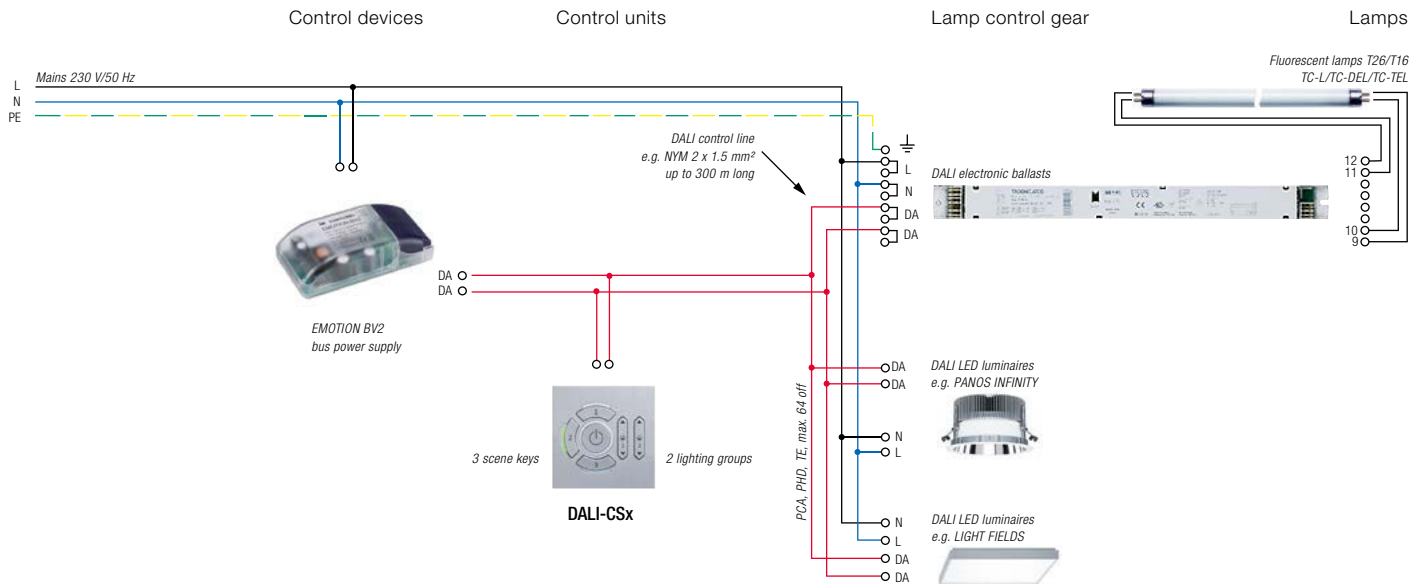 Control devices
Control units
Lamp control gear
Lamps
Mains 230 V/50 Hz
L
N
PE
Fluorescent lamps T26/T16
TC-L/TC-DEL/TC-TEL
DALI control line
e.g. NYM 2 x 1.5 mm²
up to 300 m long
L
N
DA
DA
DALI electronic ballasts
12
11
10
9
DA
DA
EMOTION BV2
bus power supply
3 scene keys
2 lighting groups
DALI-CSx
PCA, PHD, TE, max. 64 off
DA
DA
DALI LED luminaires
e.g. PANOS INFINITY
N
L
N
L
DA
DA
DALI LED luminaires
e.g. LIGHT FIELDS